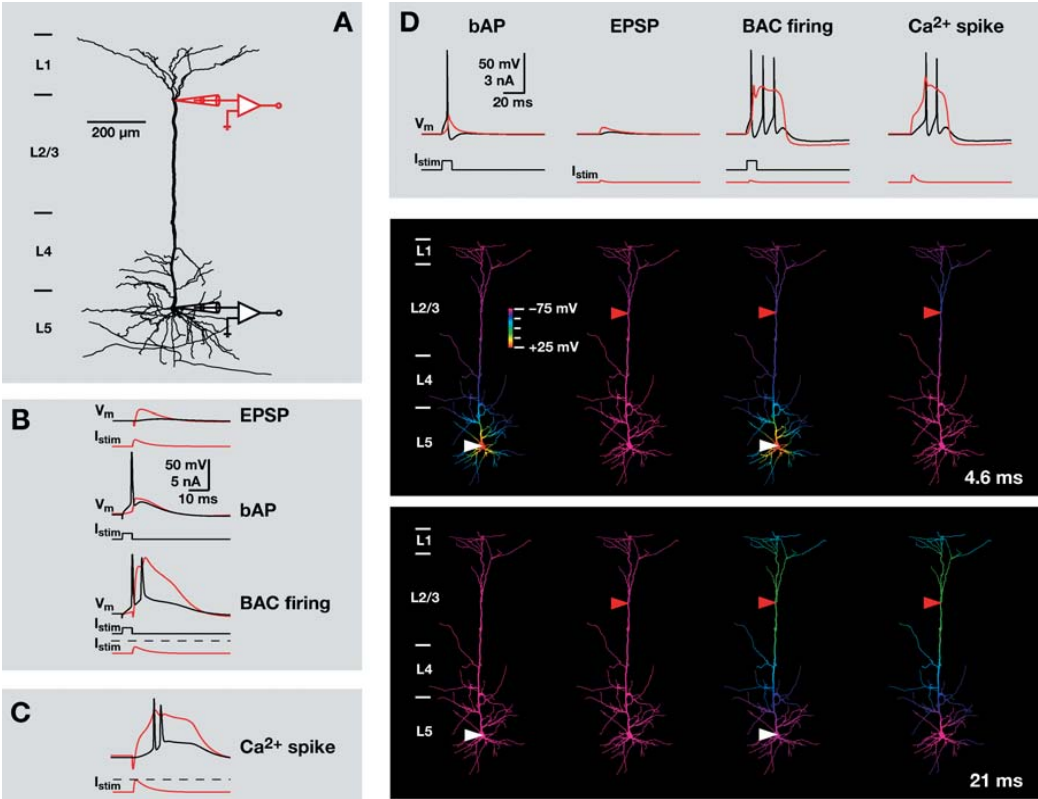 A
L1
200 µm
L2/3
L4
L5
B
Vm
EPSP
Istim
50 mV
5 nA
10 ms
Vm
bAP
Istim
Vm
BAC firing
Istim
Istim
C
Ca2+ spike
Istim
D
bAP
EPSP
BAC firing
Ca2+ spike
50 mV
3 nA
20 ms
Vm
Istim
Istim
L1
L2/3
−75 mV
+25 mV
L4
L5
4.6 ms
L1
L2/3
L4
L5
21 ms